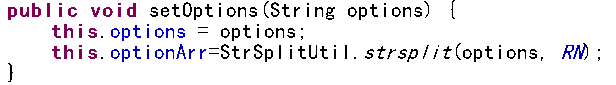 public void setOptions(String options) {
    this.options = options;
    this.optionArr=StrSplitUtil.strsplit(options, RN);
}